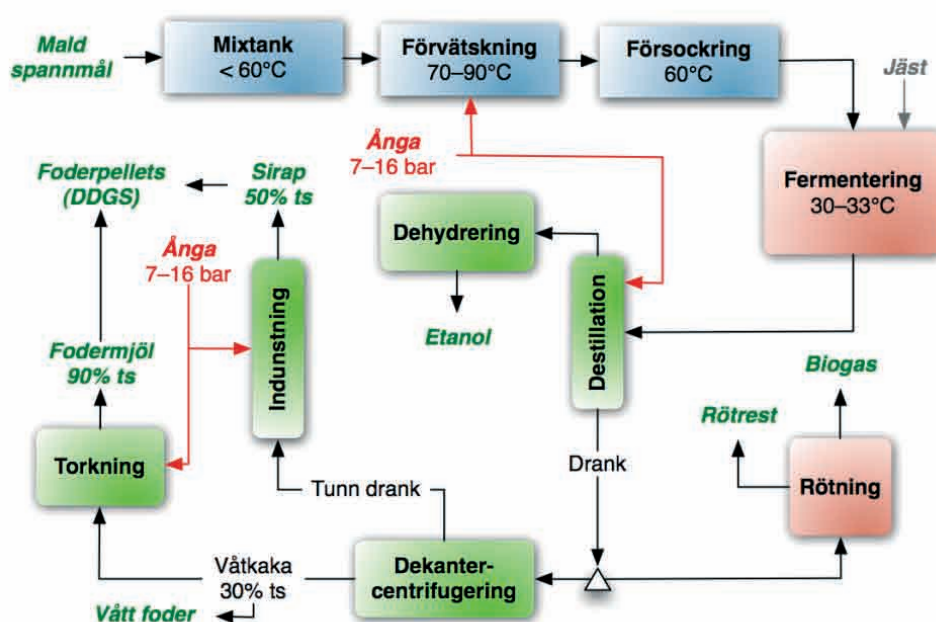 Mald
spannmål
Mixtank
< 60°C
Förvätskning
70–90°C
Försockring
60°C
Jäst
Ånga
7–16 bar
Fermentering
30–33°C
Foderpellets
(DDGS)
Sirap
50% ts
Dehydrering
Ånga
7–16 bar
Indunstning
Destillation
Etanol
Fodermjöl
90% ts
Biogas
Rötrest
Torkning
Tunn drank
Drank
Rötning
Våtkaka
30% ts
Dekanter-
centrifugering
Vått foder